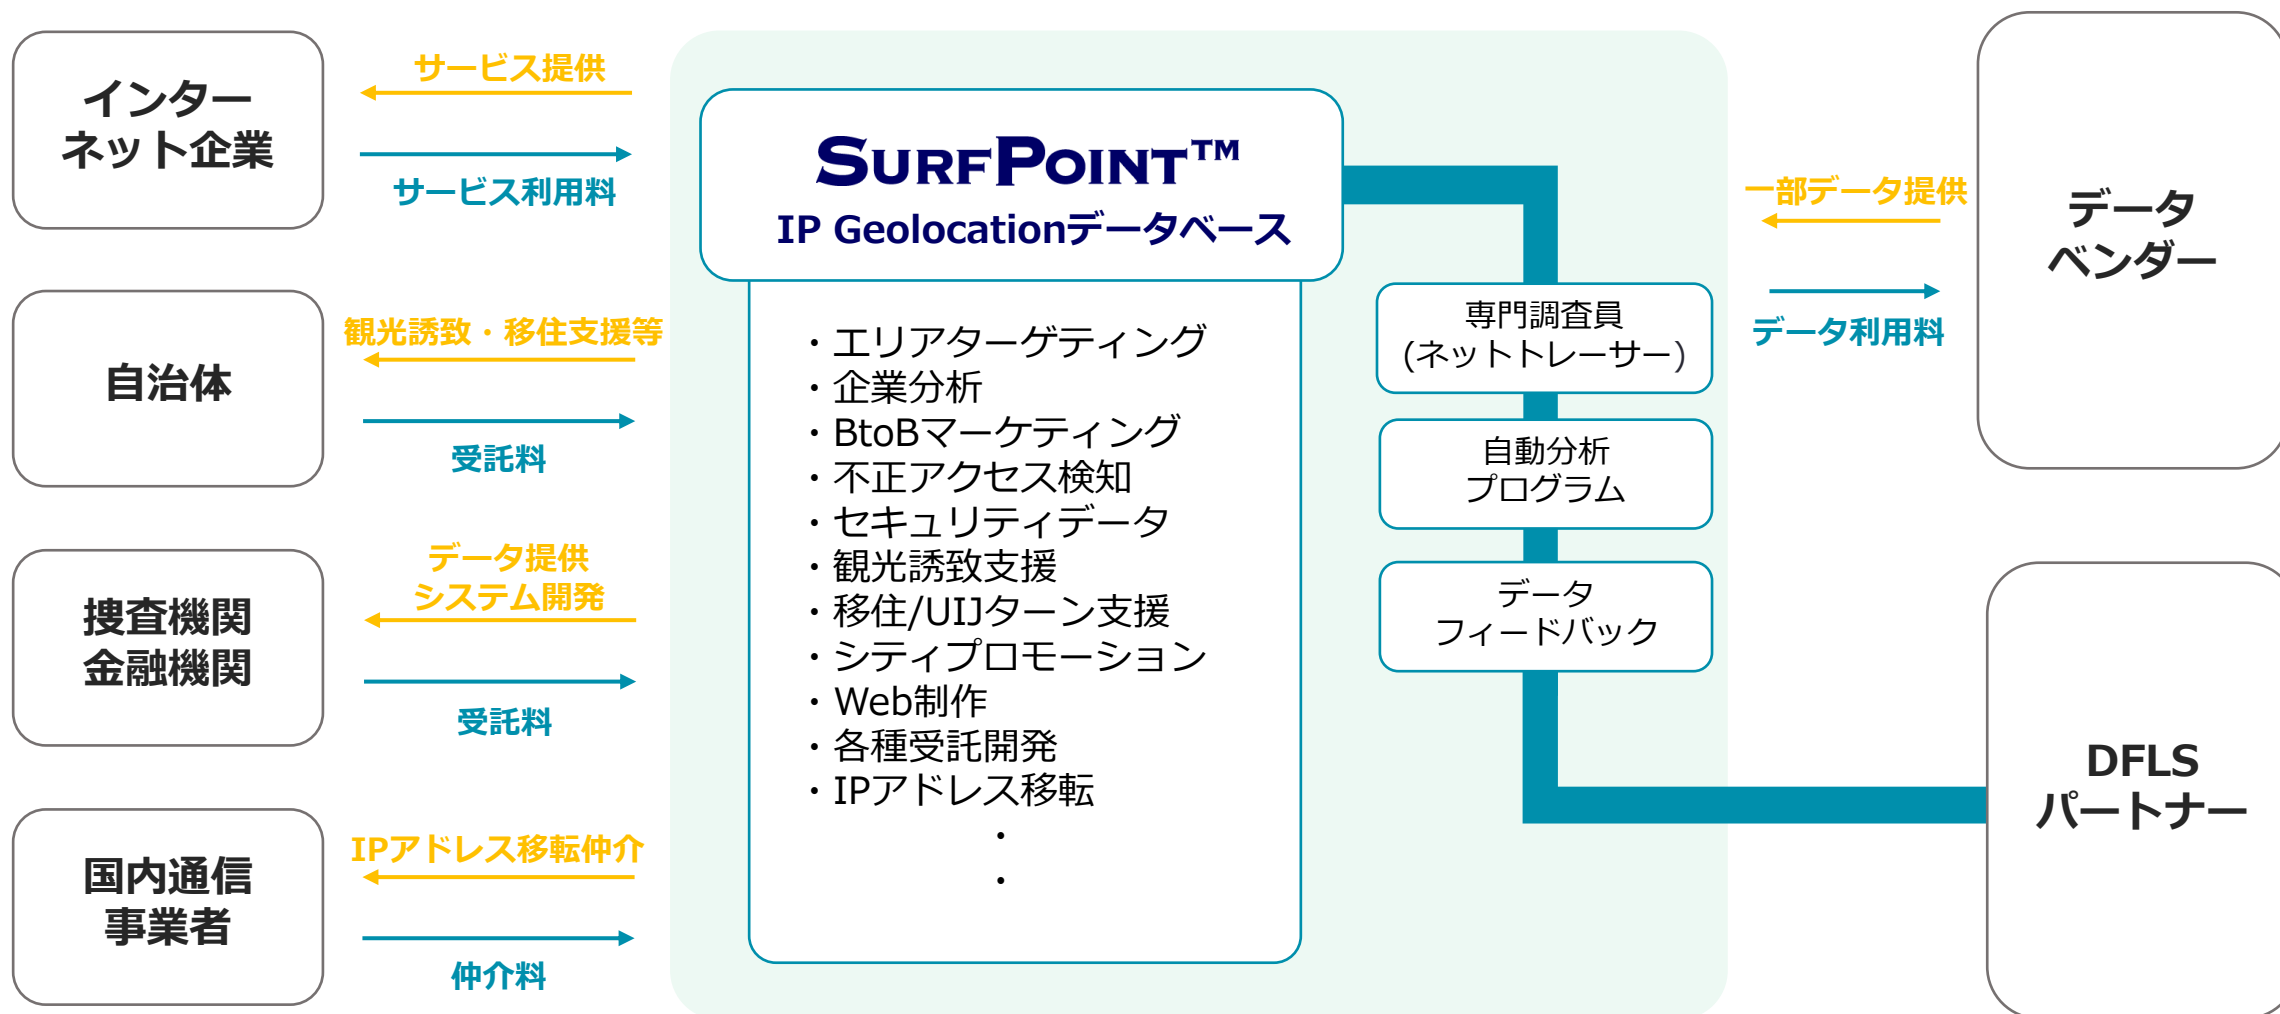 インター
ネット企業
サービス提供
サービス利用料
自治体
観光誘致・移住支援等
受託料
捜査機関
金融機関
データ提供
システム開発
受託料
国内通信
事業者
IPアドレス移転仲介
仲介料
SURFPOINT™
IP Geolocationデータベース
・エリアターゲティング
・企業分析
・BtoBマーケティング
・不正アクセス検知
・セキュリティデータ
・観光誘致支援
・移住/UIJターン支援
・シティプロモーション
・Web制作
・各種受託開発
・IPアドレス移転
・
・
専門調査員
(ネットトレーサー)
自動分析
プログラム
データ
フィードバック
一部データ提供
データ利用料
データ
ベンダー
DFLS
パートナー